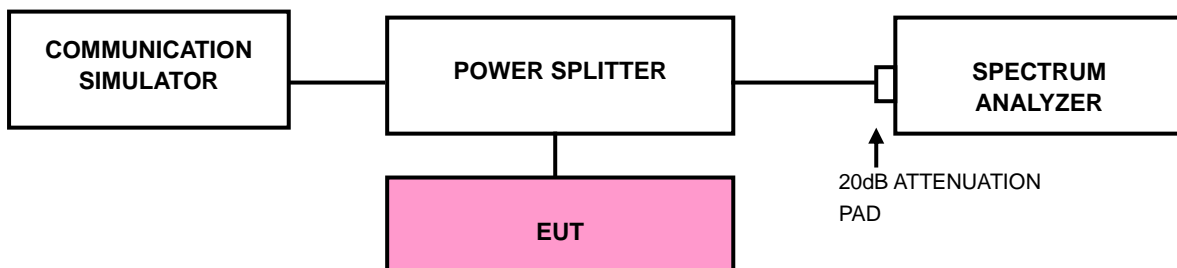 COMMUNICATION
SIMULATOR
POWER SPLITTER
SPECTRUM
ANALYZER
20dB ATTENUATION
PAD
EUT